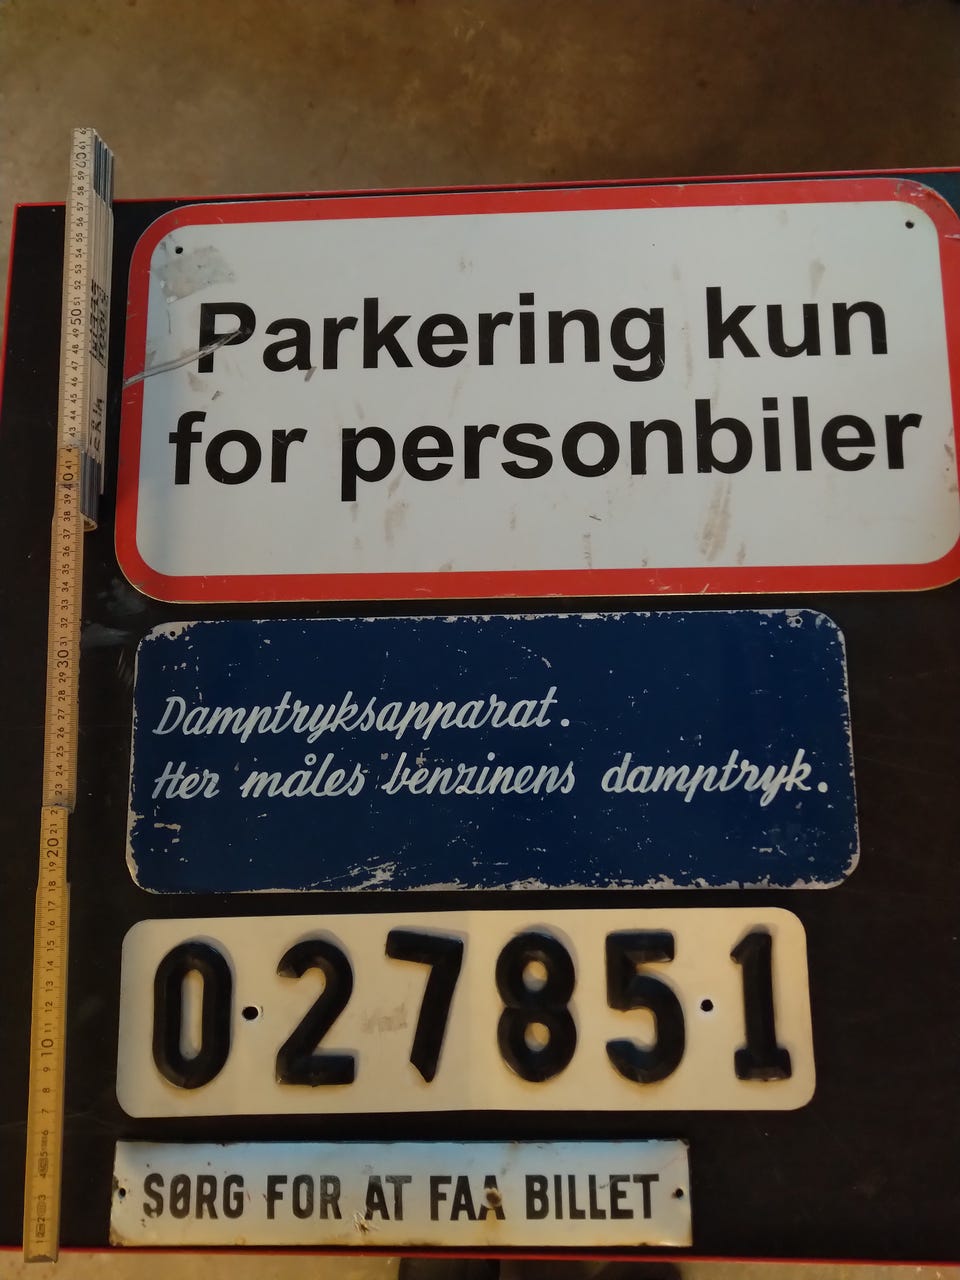 Parkering kun
for personbiler
Damptryksapparat.
Her måles benzinens damptryk.
0·27851
SØRG FOR AT FAA BILLET